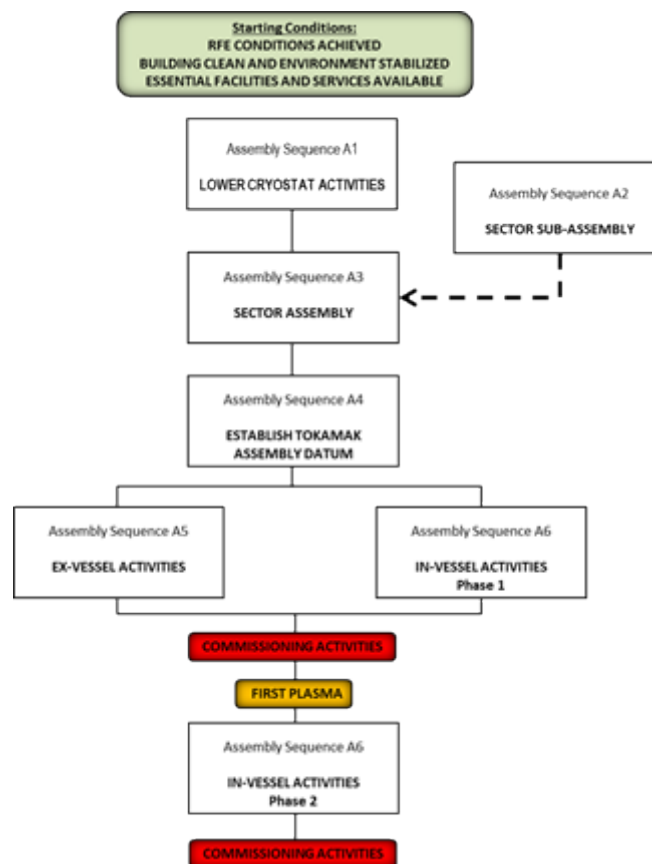 Starting Conditions:
RFE CONDITIONS ACHIEVED
BUILDING CLEAN AND ENVIRONMENT STABILIZED
ESSENTIAL FACILITIES AND SERVICES AVAILABLE
Assembly Sequence A1
LOWER CRYOSTAT ACTIVITIES
Assembly Sequence A2
SECTOR SUB-ASSEMBLY
Assembly Sequence A3
SECTOR ASSEMBLY
Assembly Sequence A4
ESTABLISH TOKAMAK
ASSEMBLY DATUM
Assembly Sequence A5
EX-VESSEL ACTIVITIES
Assembly Sequence A6
IN-VESSEL ACTIVITIES
Phase 1
COMMISSIONING ACTIVITIES
FIRST PLASMA
Assembly Sequence A6
IN-VESSEL ACTIVITIES
Phase 2
COMMISSIONING ACTIVITIES